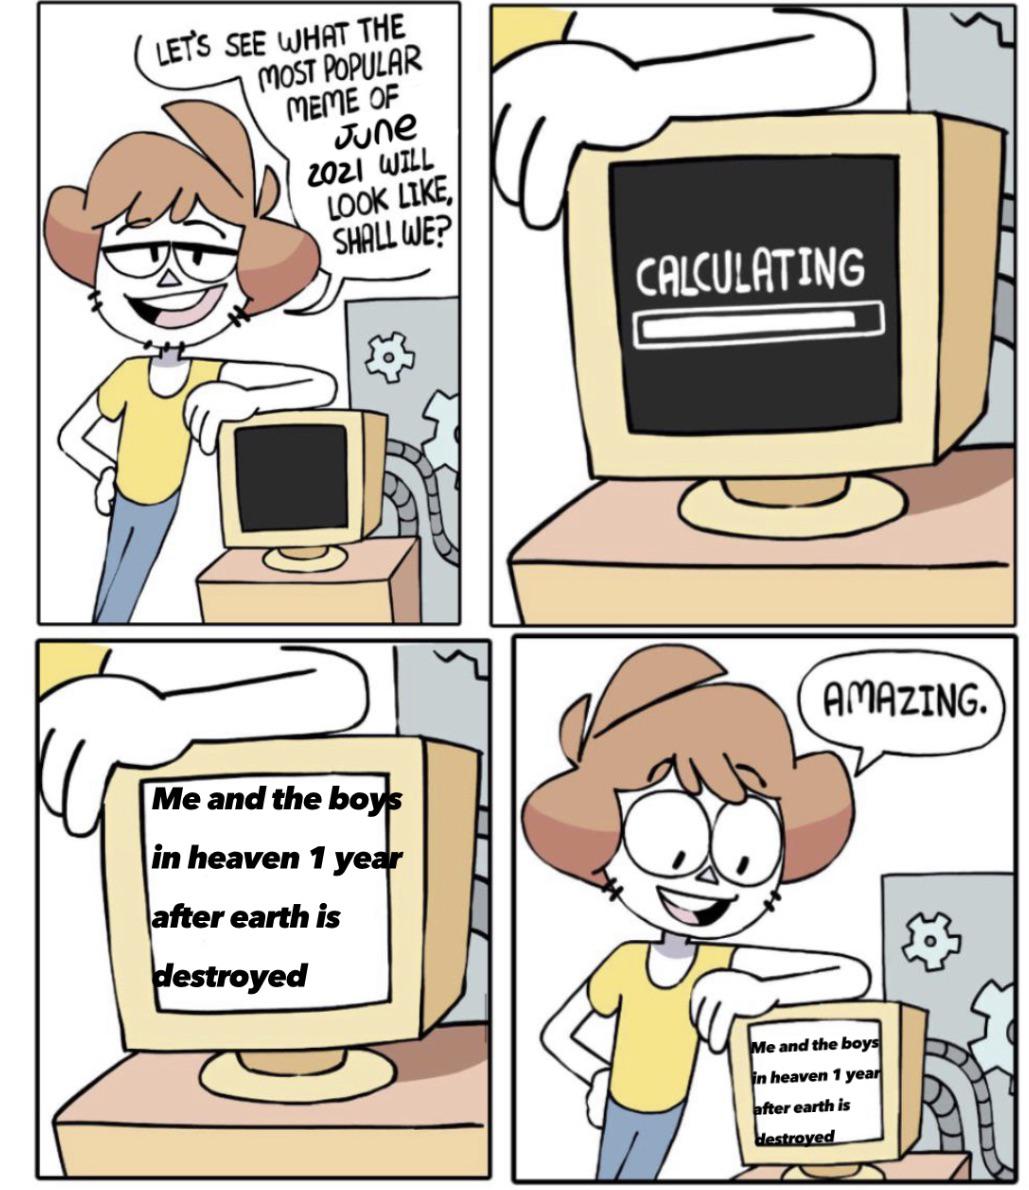 LET'S SEE WHAT THE
MOST POPULAR
MEME OF
June
2021 WILL
LOOK LIKE,
SHALL WE?
CALCULATING
Me and the boys
in heaven 1 year
after earth is
destroyed
AMAZING.
Me and the boys
in heaven 1 year
after earth is
destroyed